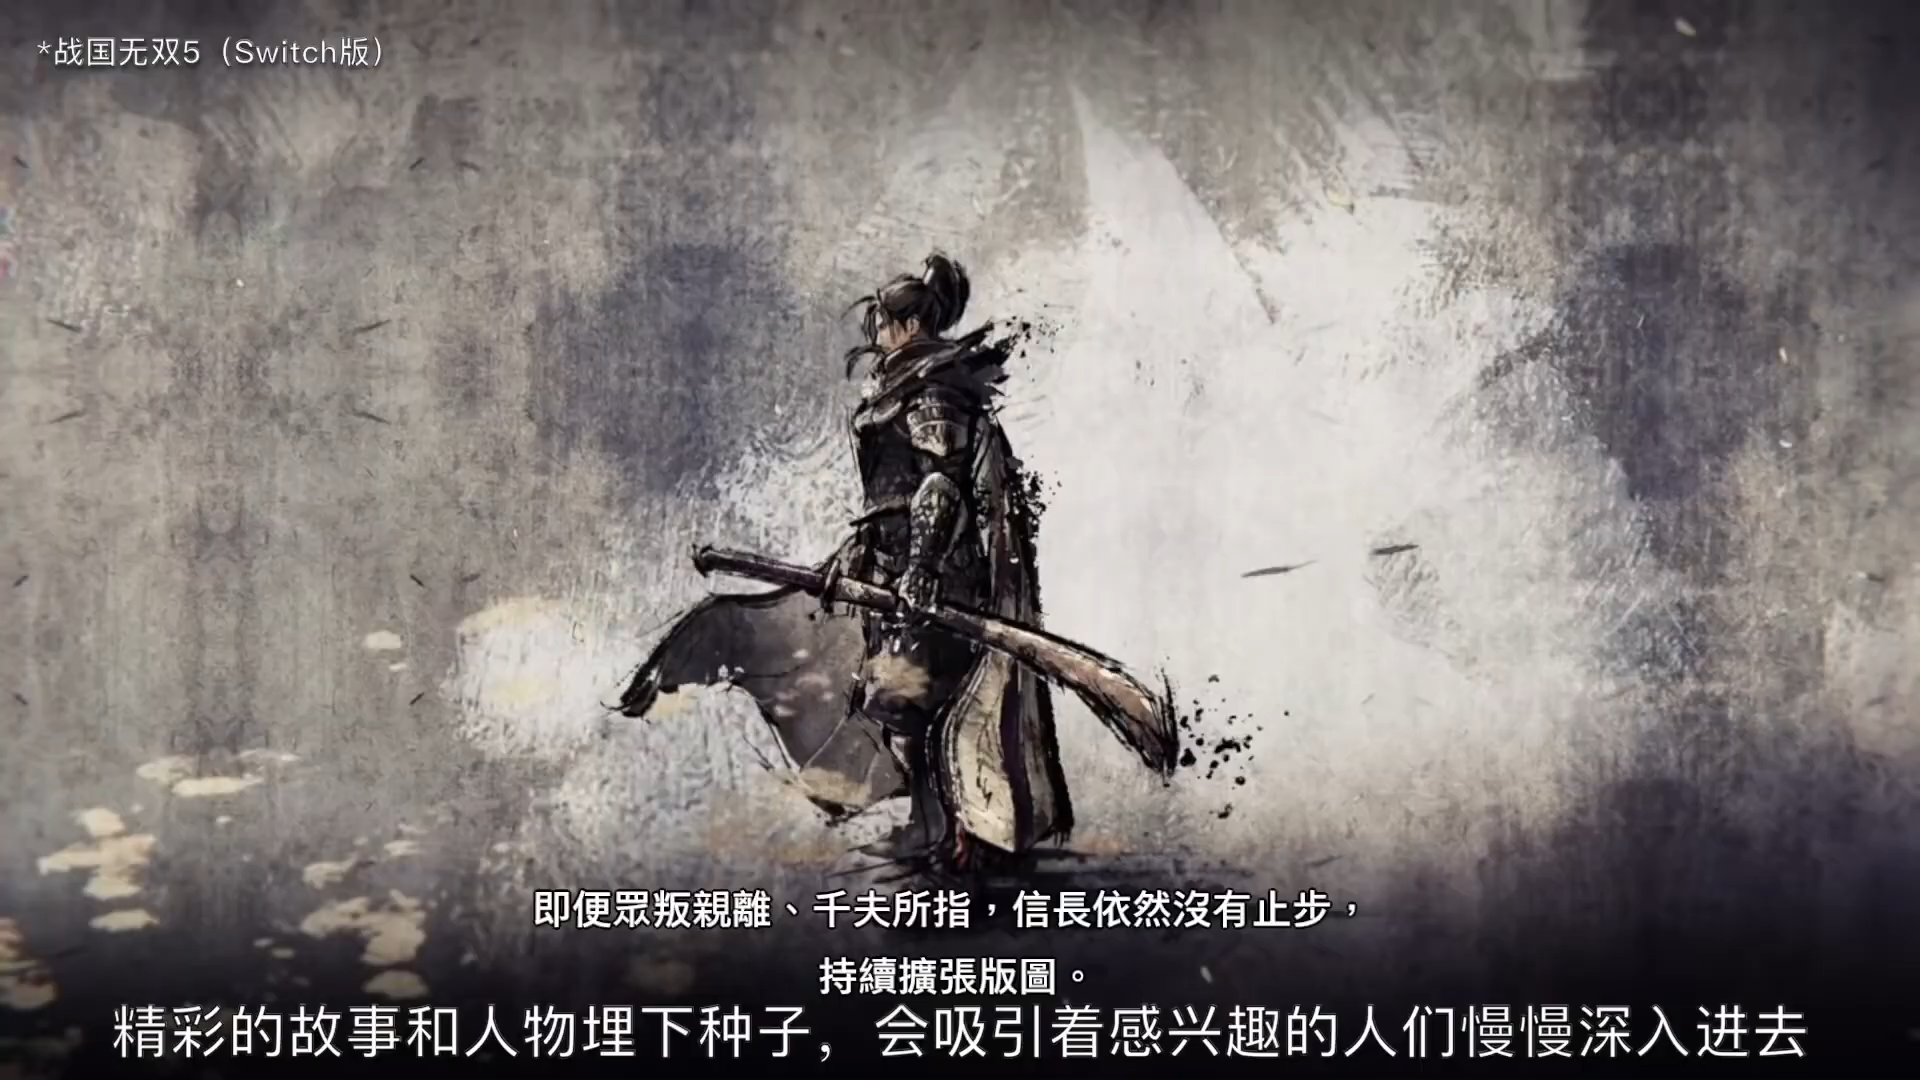 *战国无双5（Switch版）
即便眾叛親離、千夫所指，信長依然沒有止步，
持續擴張版圖。
精彩的故事和人物埋下种子，会吸引着感兴趣的人们慢慢深入进去